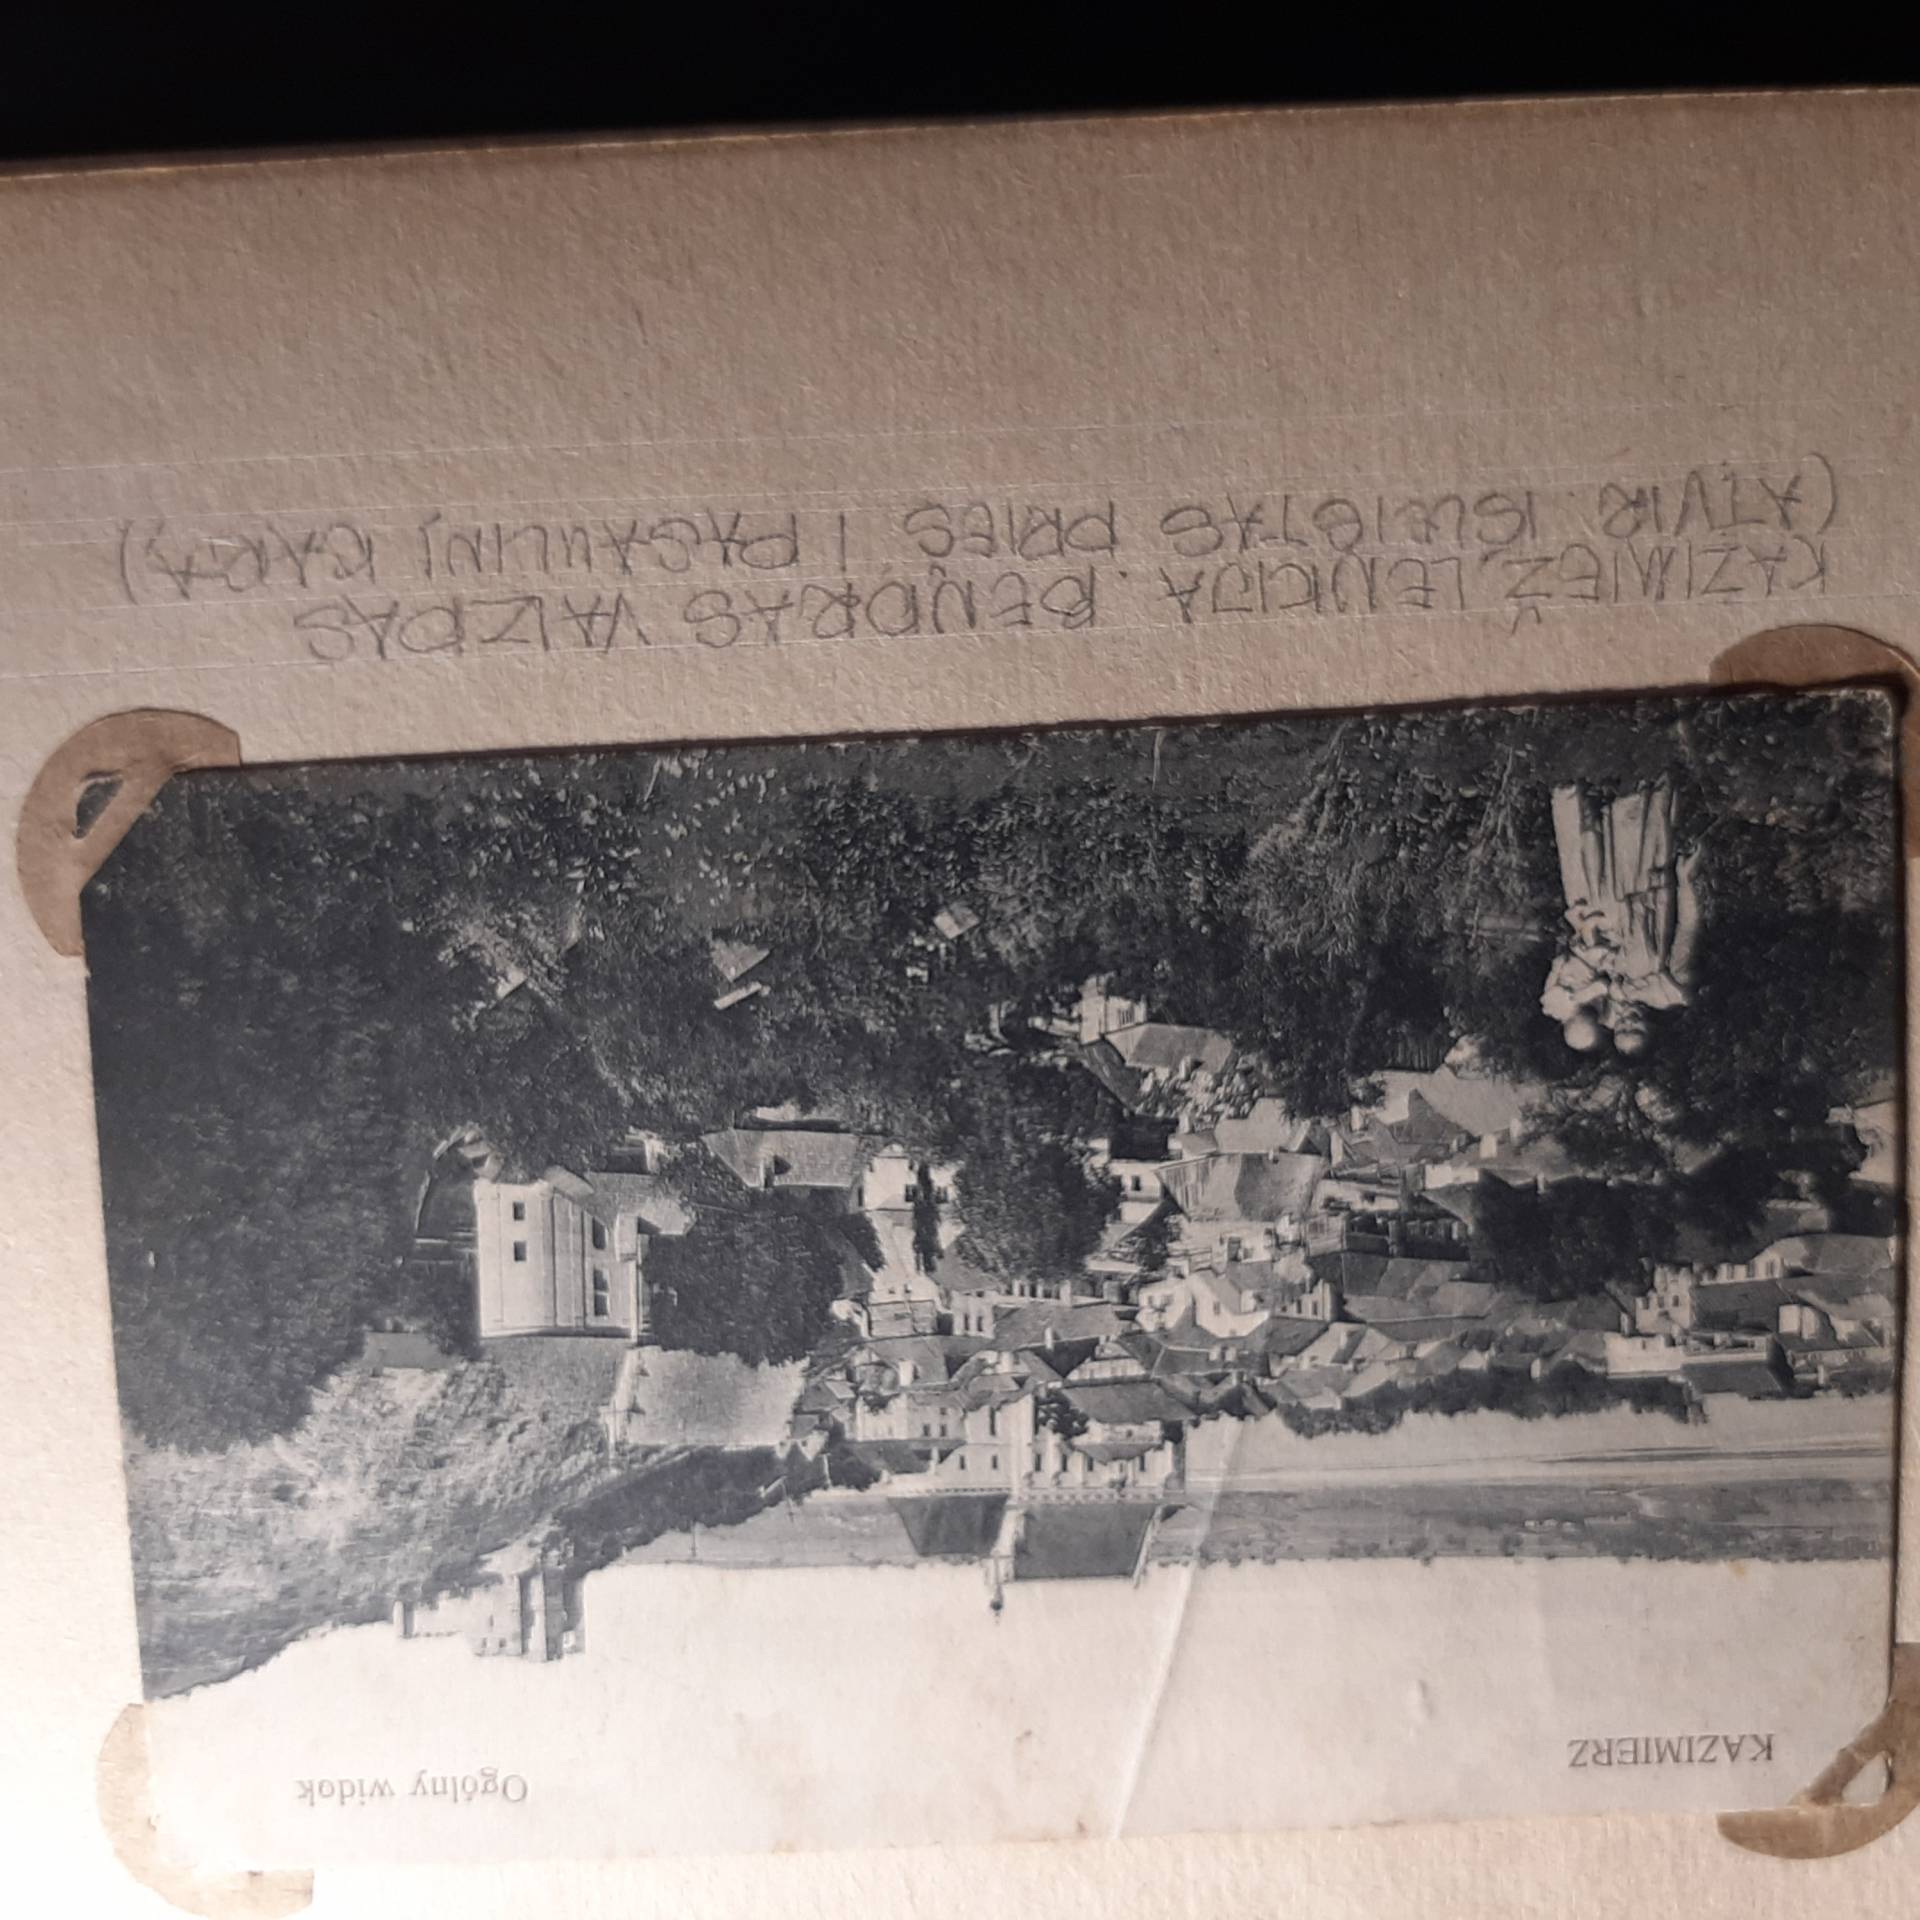 KAZIMIERZ
Ogólny widok
KAZIMIEŽ, LENKIJA. BENDRAS VAIZDAS
(ATVIR. IŠLEISTAS PRIEŠ I PASAULINĮ KARĄ)